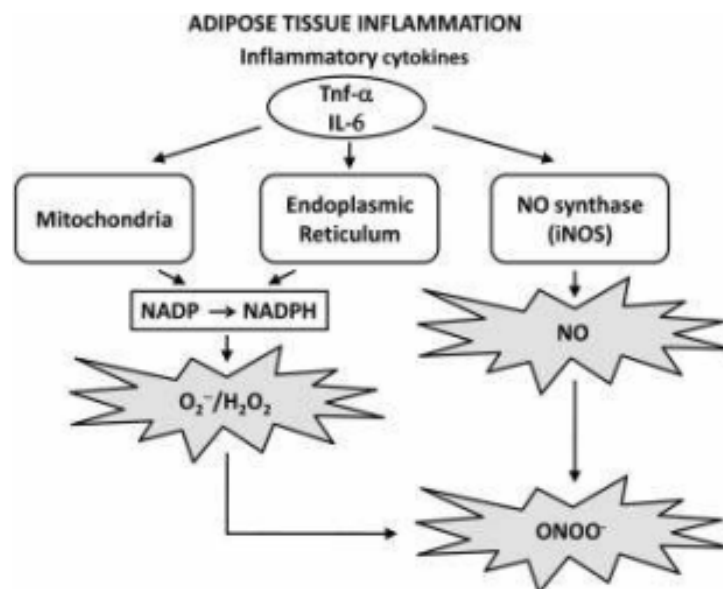 ADIPOSE TISSUE INFLAMMATION
Inflammatory cytokines
Tnf-α
IL-6
Mitochondria
Endoplasmic
Reticulum
NO synthase
(iNOS)
NADP → NADPH
NO
O₂⁻/H₂O₂
ONOO⁻